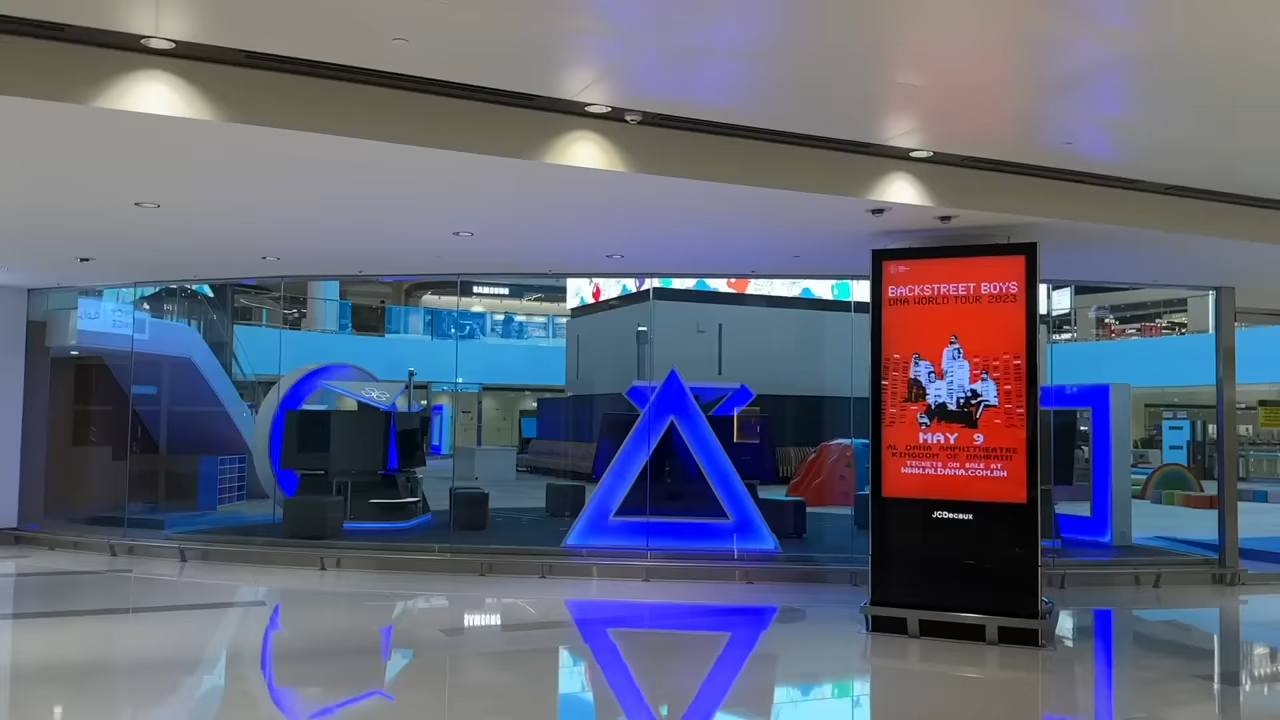 SAMSUNG
BACKSTREET BOYS
DNA WORLD TOUR 2023
MAY 9
AL DANA AMPHITHEATRE
KINGDOM OF BAHRAIN
TICKETS ON SALE AT
WWW.ALDANA.COM.BH
JCDecaux